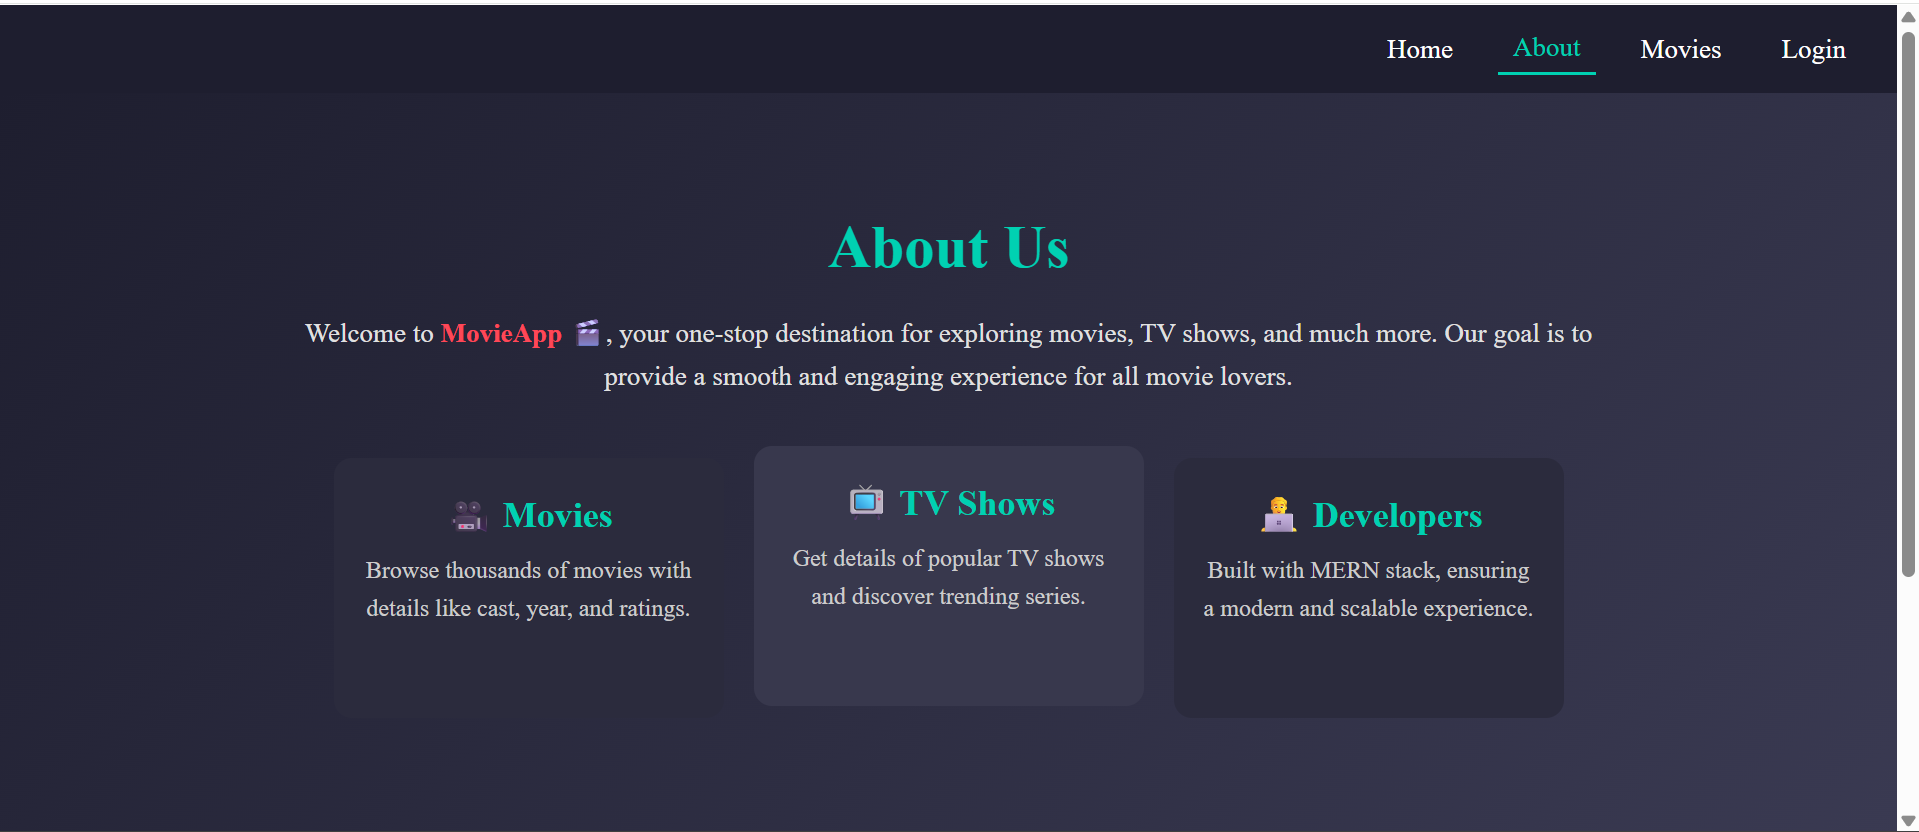 Home About Movies Login
About Us
Welcome to MovieApp 🎬, your one-stop destination for exploring movies, TV shows, and much more. Our goal is to
provide a smooth and engaging experience for all movie lovers.
🎥 Movies
Browse thousands of movies with
details like cast, year, and ratings.
📺 TV Shows
Get details of popular TV shows
and discover trending series.
🧑‍💻 Developers
Built with MERN stack, ensuring
a modern and scalable experience.